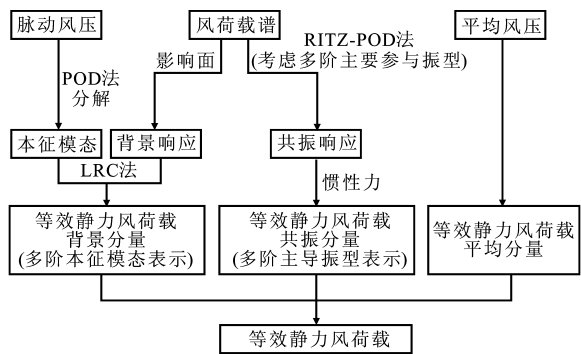 脉动风压
风荷载谱
平均风压
POD法
分解
影响面
RITZ-POD法
(考虑多阶主要参与振型)
本征模态
背景响应
共振响应
LRC法
惯性力
等效静力风荷载
背景分量
(多阶本征模态表示)
等效静力风荷载
共振分量
(多阶主导振型表示)
等效静力风荷载
平均分量
等效静力风荷载